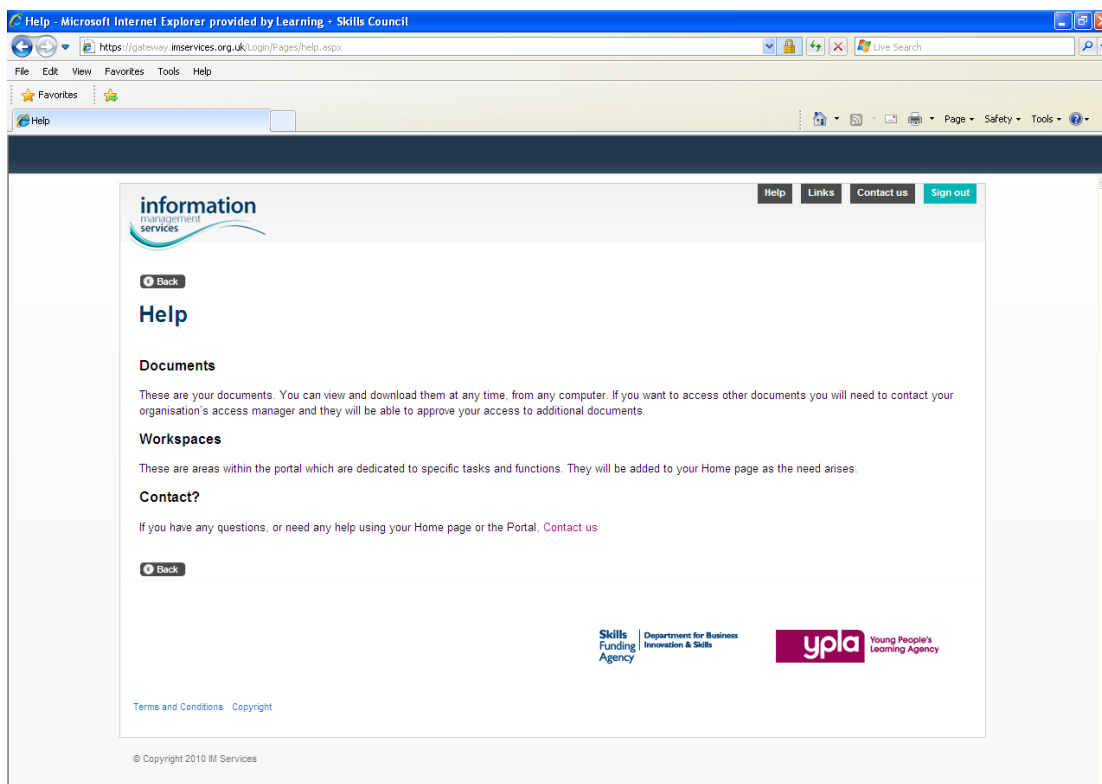 Help - Microsoft Internet Explorer provided by Learning + Skills Council
https://gateway.imservices.org.uk/Login/Pages/help.aspx
Live Search
File Edit View Favorites Tools Help
Favorites
Help
Page Safety Tools
Help Links Contact us Sign out
information
management
services
Back
Help
Documents
These are your documents. You can view and download them at any time, from any computer. If you want to access other documents you will need to contact your
organisation's access manager and they will be able to approve your access to additional documents.
Workspaces
These are areas within the portal which are dedicated to specific tasks and functions. They will be added to your Home page as the need arises.
Contact?
If you have any questions, or need any help using your Home page or the Portal, Contact us
Back
Skills
Funding
Agency
Department for Business
Innovation & Skills
ypla
Young People's
Learning Agency
Terms and Conditions Copyright
© Copyright 2010 IM Services